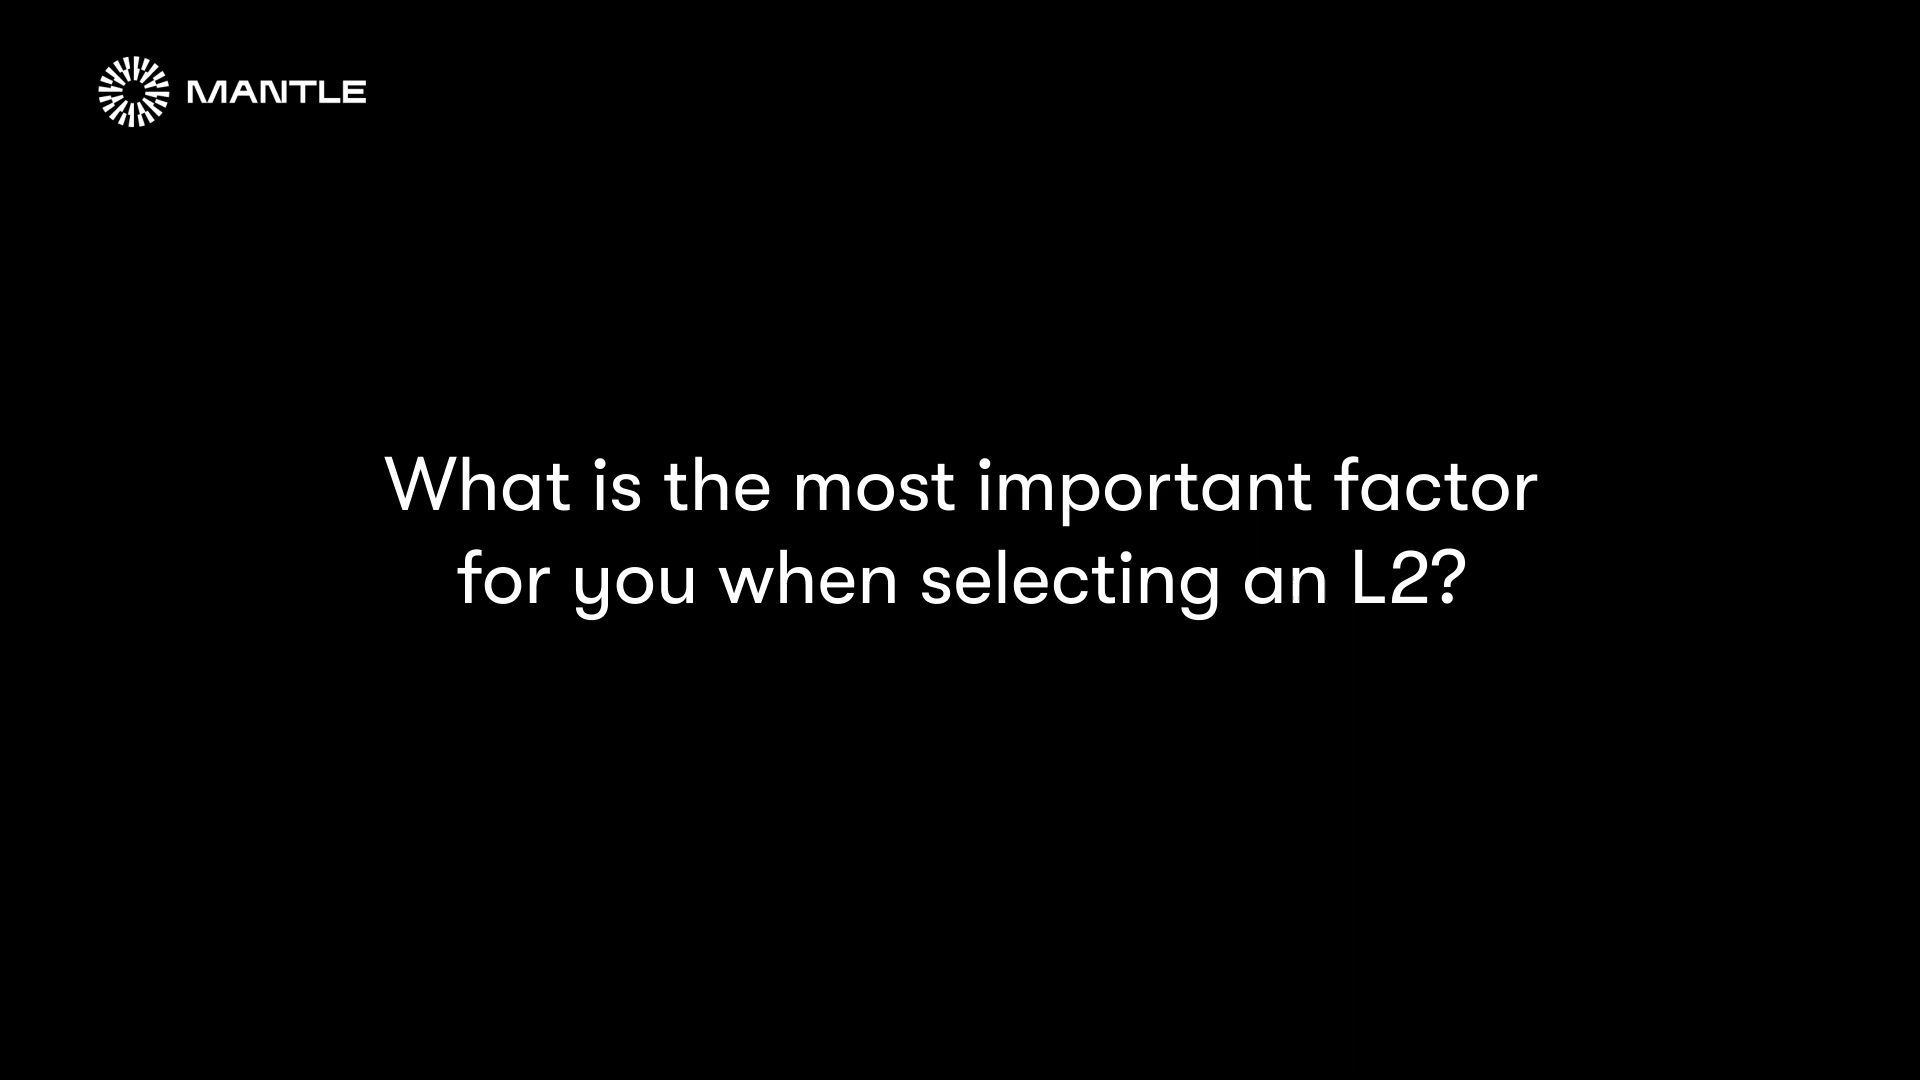 MANTLE
What is the most important factor
for you when selecting an L2?